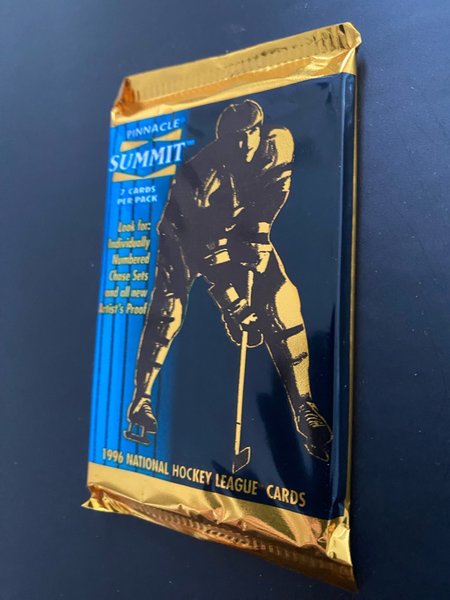 PINNACLE®
SUMMIT™
7 CARDS
PER PACK
Look for:
Individually
Numbered
Chase Sets
and all new
Artist's Proof
1996 NATIONAL HOCKEY LEAGUE CARDS